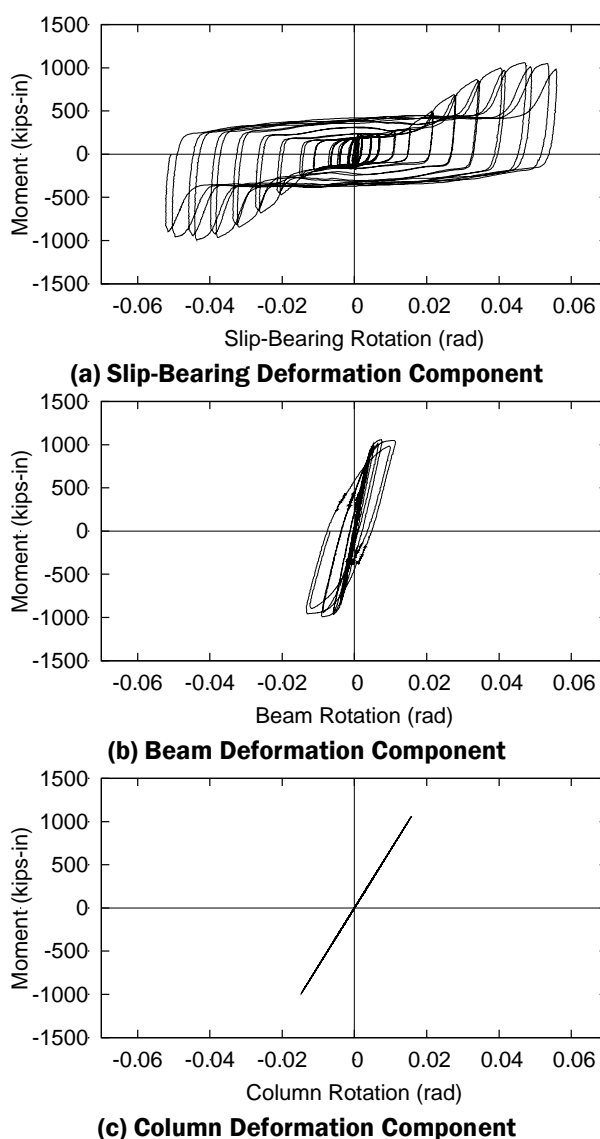 1500
1000
500
0
-500
-1000
-1500
Moment (kips-in)
-0.06 -0.04 -0.02 0 0.02 0.04 0.06
Slip-Bearing Rotation (rad)
(a) Slip-Bearing Deformation Component
1500
1000
500
0
-500
-1000
-1500
Moment (kips-in)
-0.06 -0.04 -0.02 0 0.02 0.04 0.06
Beam Rotation (rad)
(b) Beam Deformation Component
1500
1000
500
0
-500
-1000
-1500
Moment (kips-in)
-0.06 -0.04 -0.02 0 0.02 0.04 0.06
Column Rotation (rad)
(c) Column Deformation Component